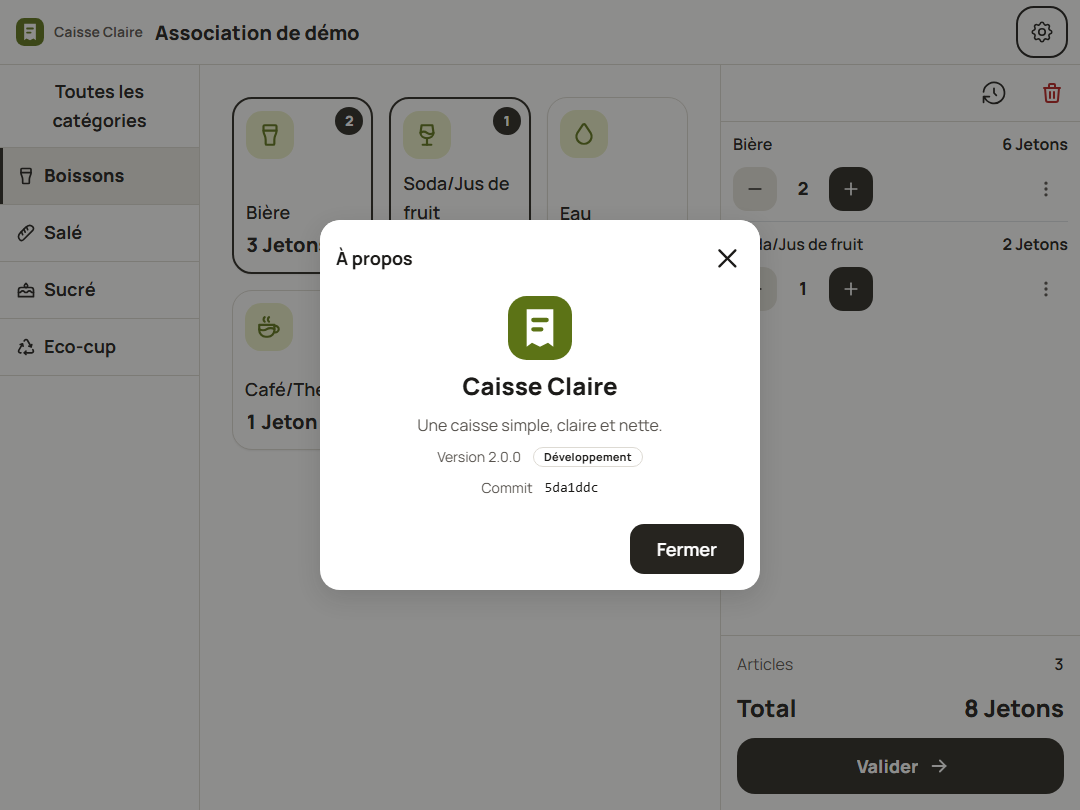 Caisse Claire
Association de démo
Toutes les
catégories
Boissons
Salé
Sucré
Eco-cup
2
Bière
3 Jetons
1
Soda/Jus de
fruit
Eau
Café/Thé
1 Jeton
Bière
6 Jetons
2
da/Jus de fruit
2 Jetons
1
Articles
3
Total
8 Jetons
Valider
À propos
Caisse Claire
Une caisse simple, claire et nette.
Version 2.0.0
Développement
Commit
5da1ddc
Fermer